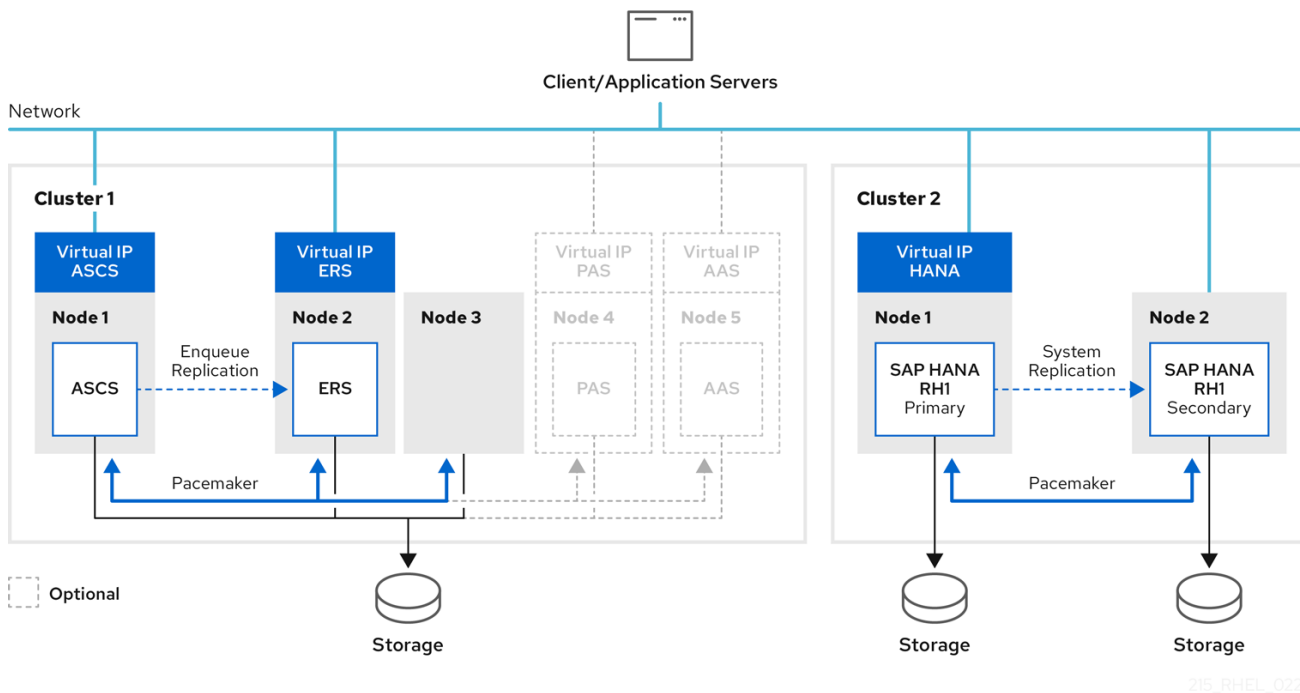 Client/Application Servers
Network
Cluster 1
Virtual IP
ASCS
Virtual IP
ERS
Virtual IP
PAS
Virtual IP
AAS
Node 1
Node 2
Node 3
Node 4
Node 5
ASCS
Enqueue
Replication
ERS
PAS
AAS
Pacemaker
Cluster 2
Virtual IP
HANA
Node 1
Node 2
SAP HANA
RH1
Primary
System
Replication
SAP HANA
RH1
Secondary
Pacemaker
Optional
Storage
Storage
Storage
215_RHEL_022